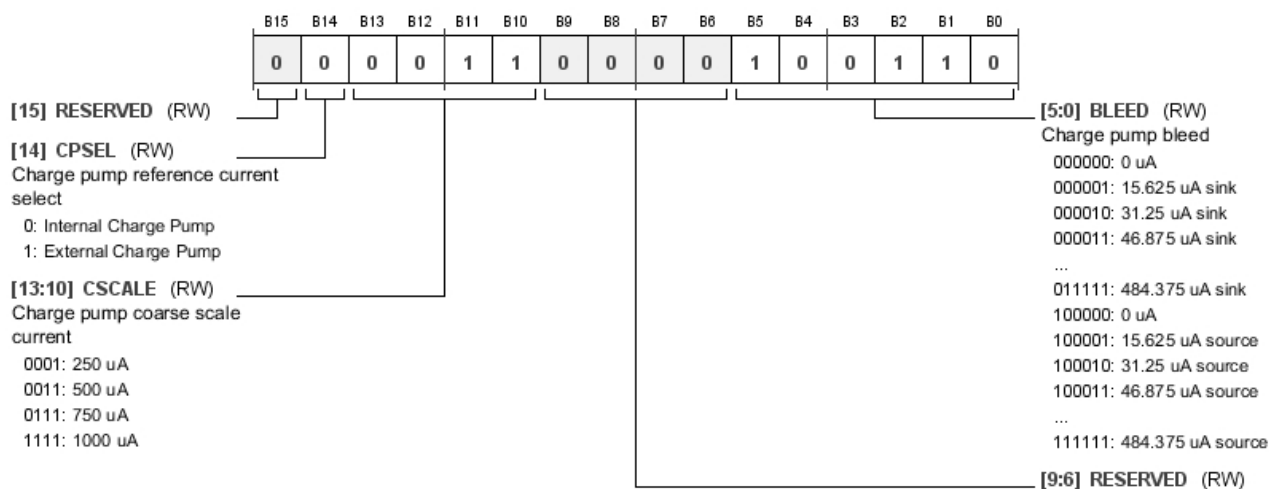 B15 B14 B13 B12 B11 B10 B9 B8 B7 B6 B5 B4 B3 B2 B1 B0
0 0 0 0 1 1 0 0 0 0 1 0 0 1 1 0
[15] RESERVED (RW)
[14] CPSEL (RW)
Charge pump reference current
select
0: Internal Charge Pump
1: External Charge Pump
[13:10] CSCALE (RW)
Charge pump coarse scale
current
0001: 250 uA
0011: 500 uA
0111: 750 uA
1111: 1000 uA
[5:0] BLEED (RW)
Charge pump bleed
000000: 0 uA
000001: 15.625 uA sink
000010: 31.25 uA sink
000011: 46.875 uA sink
...
011111: 484.375 uA sink
100000: 0 uA
100001: 15.625 uA source
100010: 31.25 uA source
100011: 46.875 uA source
...
111111: 484.375 uA source
[9:6] RESERVED (RW)